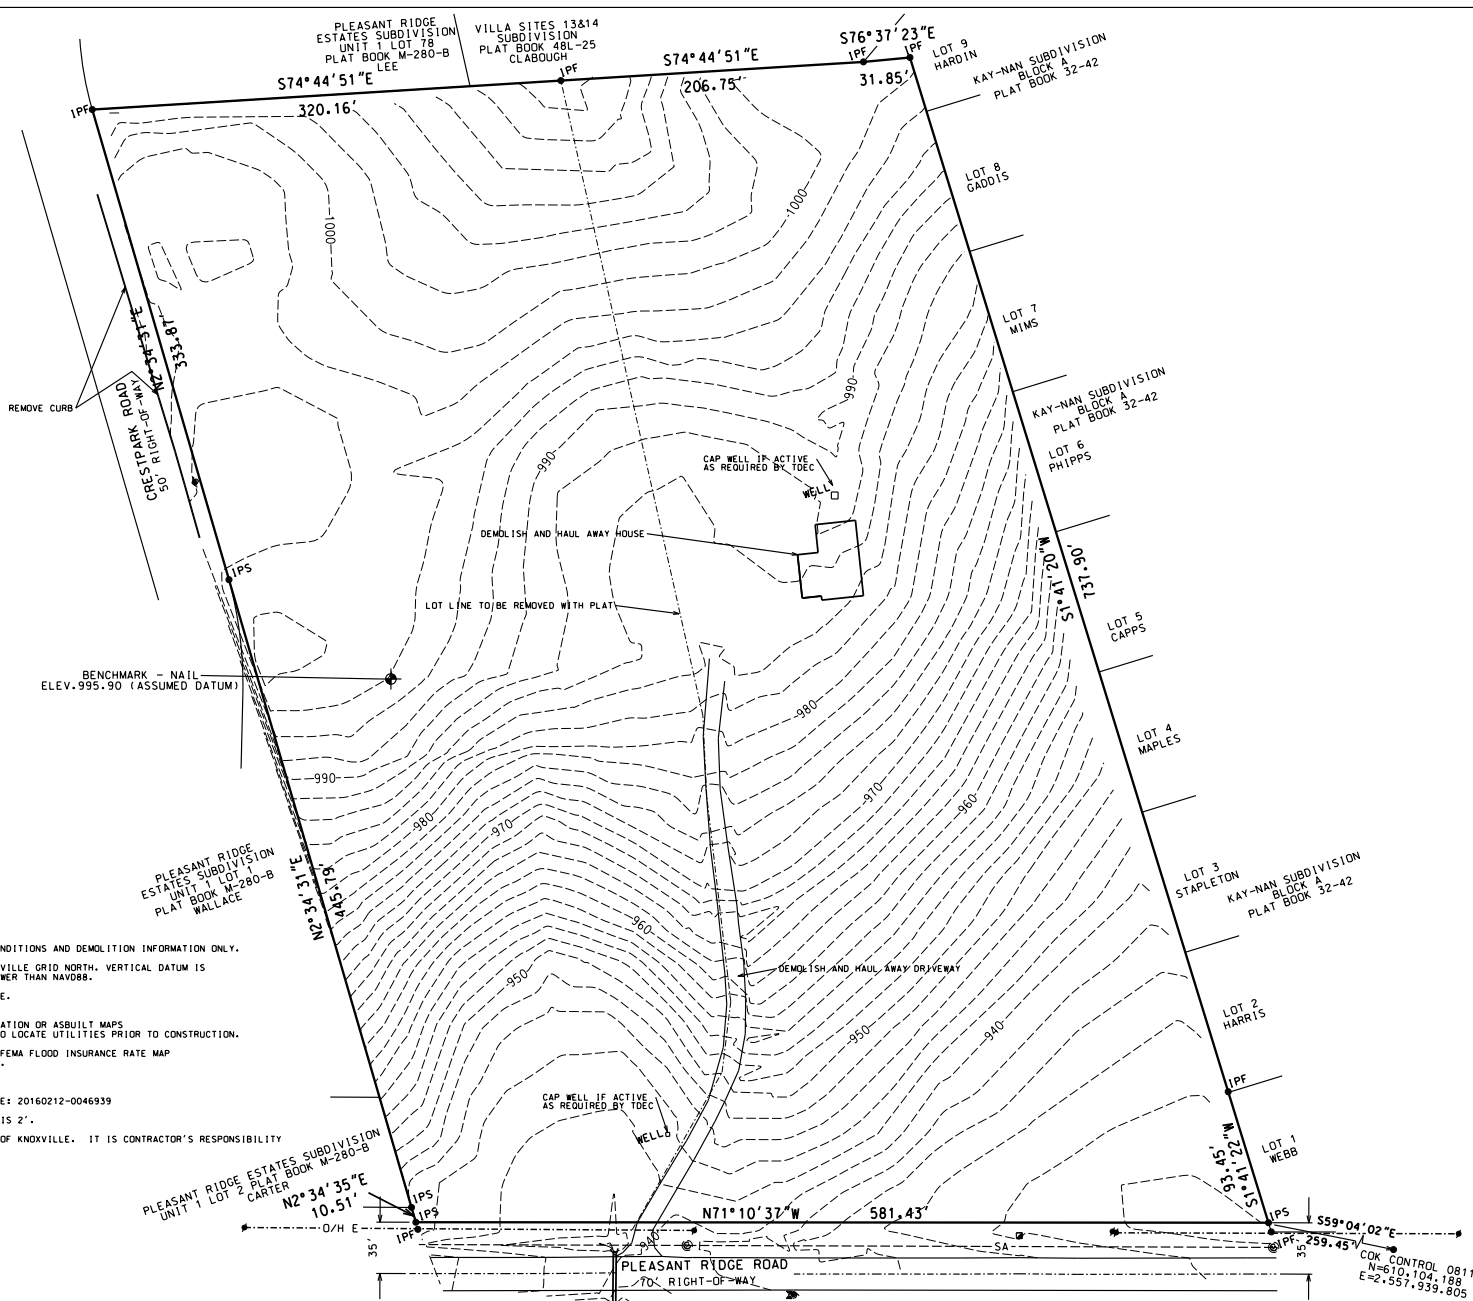 PLEASANT RIDGE
ESTATES SUBDIVISION
UNIT 1 LOT 78
PLAT BOOK M-280-B
LEE
VILLA SITES 13&14
SUBDIVISION
PLAT BOOK 48L-25
CLABOUGH
S76°37'23"E
IPF
IPF
31.85'
LOT 9
HARDIN
KAY-NAN SUBDIVISION
BLOCK A
PLAT BOOK 32-42
S74°44'51"E
320.16'
IPF
IPF
S74°44'51"E
206.75'
LOT 8
GADDIS
1000
1000
LOT 7
MIMS
N2°34'31"E
333.87'
REMOVE CURB
CRESTPARK ROAD
50' RIGHT-OF-WAY
990
KAY-NAN SUBDIVISION
BLOCK A
PLAT BOOK 32-42
LOT 6
PHIPPS
990
CAP WELL IF ACTIVE
AS REQUIRED BY TDEC
WELL
DEMOLISH AND HAUL AWAY HOUSE
S1°41'20"W
737.90'
IPS
LOT LINE TO BE REMOVED WITH PLAT
LOT 5
CAPPS
BENCHMARK - NAIL
ELEV.995.90 (ASSUMED DATUM)
980
LOT 4
MAPLES
990
980
970
970
960
PLEASANT RIDGE
ESTATES SUBDIVISION
UNIT 1 LOT 1
PLAT BOOK M-280-B
WALLACE
N2°34'31"E
445.79'
LOT 3
STAPLETON
KAY-NAN SUBDIVISION
BLOCK A
PLAT BOOK 32-42
960
950
DEMOLISH AND HAUL AWAY DRIVEWAY
NDITIONS AND DEMOLITION INFORMATION ONLY.
VILLE GRID NORTH. VERTICAL DATUM IS
WER THAN NAVD88.
E.
ATION OR ASBUILT MAPS
O LOCATE UTILITIES PRIOR TO CONSTRUCTION.
FEMA FLOOD INSURANCE RATE MAP
.
E: 20160212-0046939
IS 2'.
OF KNOXVILLE. IT IS CONTRACTOR'S RESPONSIBILITY
950
940
LOT 2
HARRIS
IPF
CAP WELL IF ACTIVE
AS REQUIRED BY TDEC
WELL
LOT 1
WEBB
93.45'
S1°41'22"W
PLEASANT RIDGE ESTATES SUBDIVISION
UNIT 1 LOT 2 PLAT BOOK M-280-B
CARTER
N2°34'35"E
10.51'
IPS
IPS
IPF
O/H E
35'
N71°10'37"W
581.43'
940
SA
IPS
IPF
35'
S59°04'02"E
259.45'
COK CONTROL 0811
N=610,104.188
E=2,557,939.805
PLEASANT RIDGE ROAD
70' RIGHT-OF-WAY